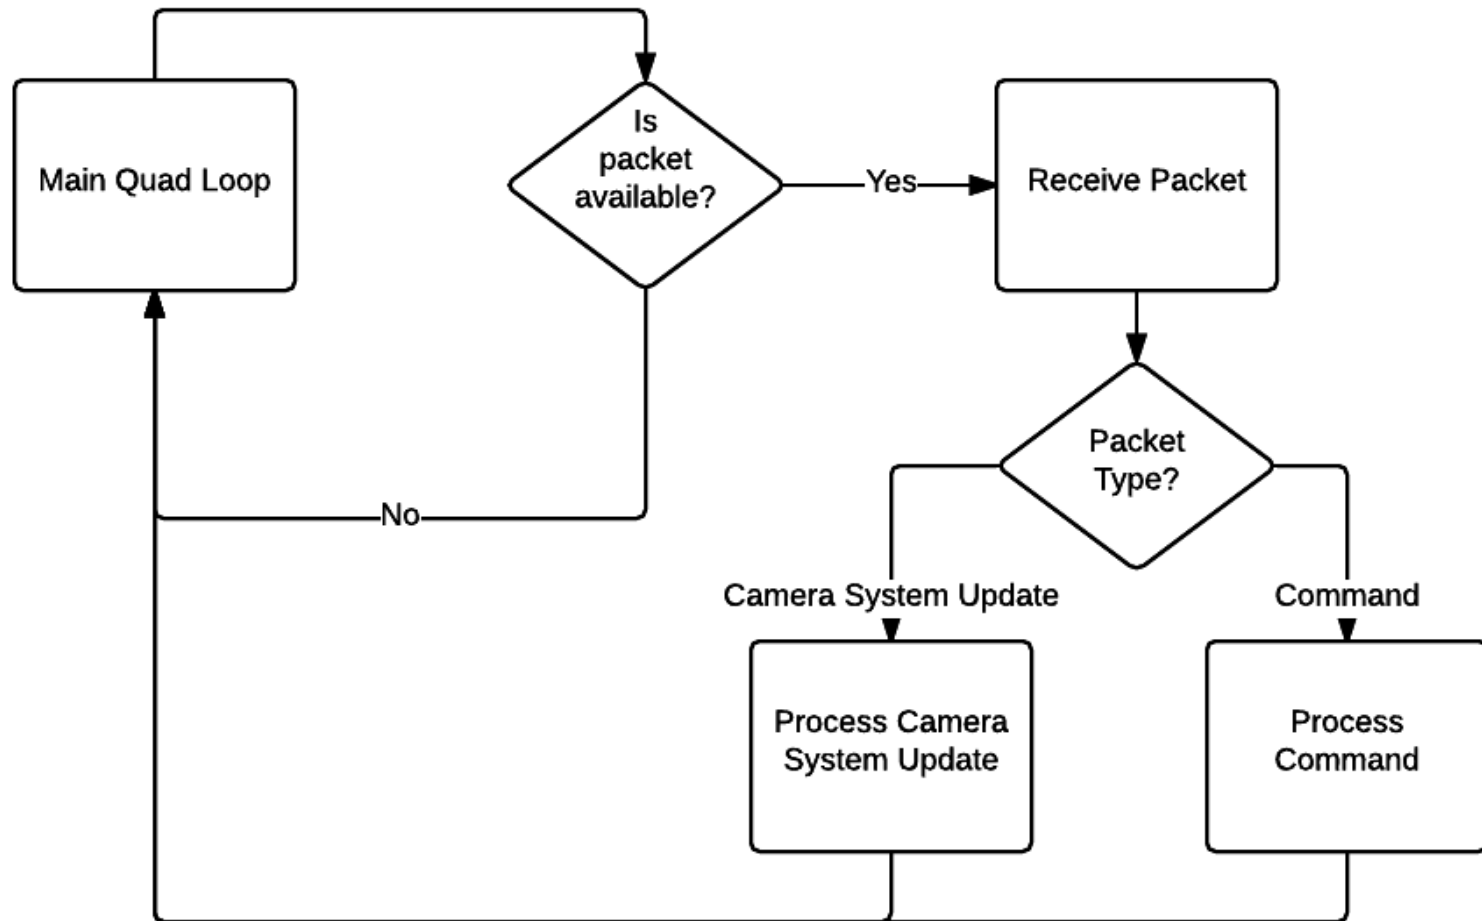 Main Quad Loop
Is
packet
available?
Yes
Receive Packet
Packet
Type?
No
Camera System Update
Command
Process Camera
System Update
Process
Command